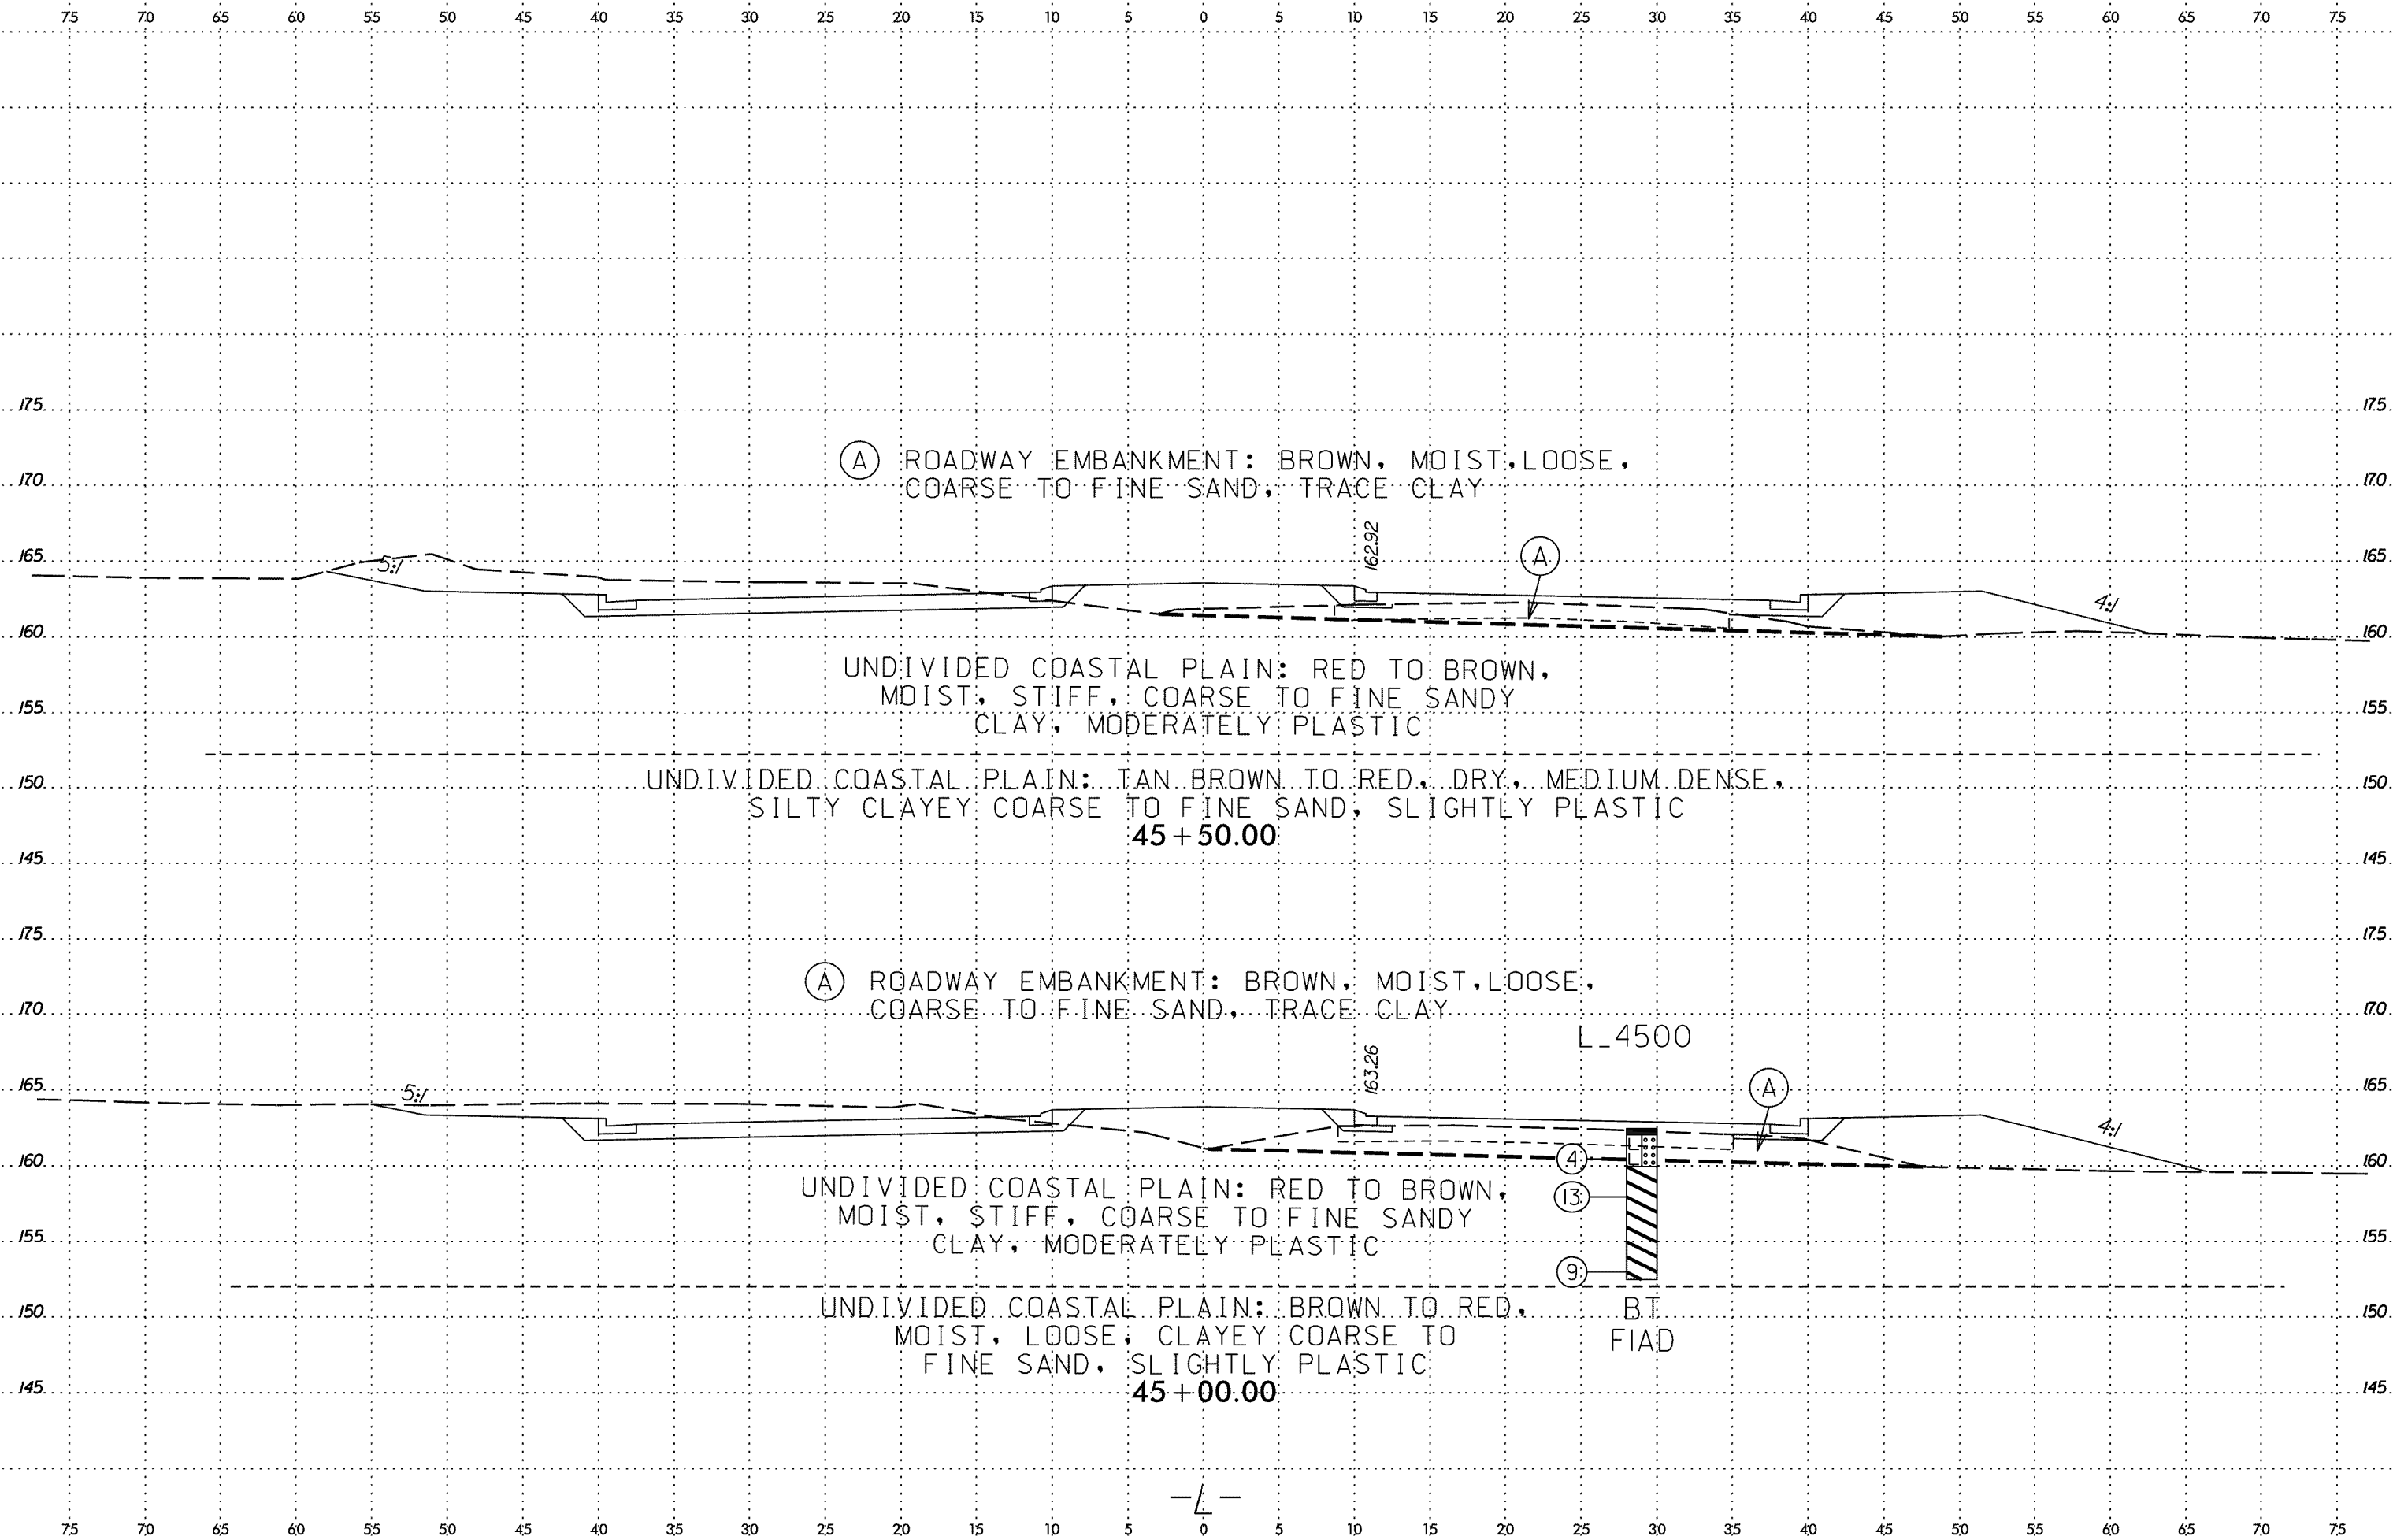 75 70 65 60 55 50 45 40 35 30 25 20 15 10 5 0 5 10 15 20 25 30 35 40 45 50 55 60 65 70 75
175 175
Ⓐ ROADWAY EMBANKMENT: BROWN, MOIST,LOOSE,
170 170
COARSE TO FINE SAND, TRACE CLAY
162.92
165 5:1 A 165
4:1
160 160
UNDIVIDED COASTAL PLAIN: RED TO BROWN,
MOIST, STIFF, COARSE TO FINE SANDY
155 155
CLAY, MODERATELY PLASTIC
UNDIVIDED COASTAL PLAIN: TAN BROWN TO RED, DRY, MEDIUM DENSE,
150 150
SILTY CLAYEY COARSE TO FINE SAND, SLIGHTLY PLASTIC
45+50.00
145 145
175 175
Ⓐ ROADWAY EMBANKMENT: BROWN, MOIST,LOOSE,
170 170
COARSE TO FINE SAND, TRACE CLAY
L_4500
163.26
165 5:1 A 165
4:1
160 4 160
UNDIVIDED COASTAL PLAIN: RED TO BROWN,
13
MOIST, STIFF, COARSE TO FINE SANDY
155 155
CLAY, MODERATELY PLASTIC
9
UNDIVIDED COASTAL PLAIN: BROWN TO RED,
BT
150 150
MOIST, LOOSE, CLAYEY COARSE TO
FIAD
FINE SAND, SLIGHTLY PLASTIC
145 145
45+00.00
-L-
75 70 65 60 55 50 45 40 35 30 25 20 15 10 5 0 5 10 15 20 25 30 35 40 45 50 55 60 65 70 75